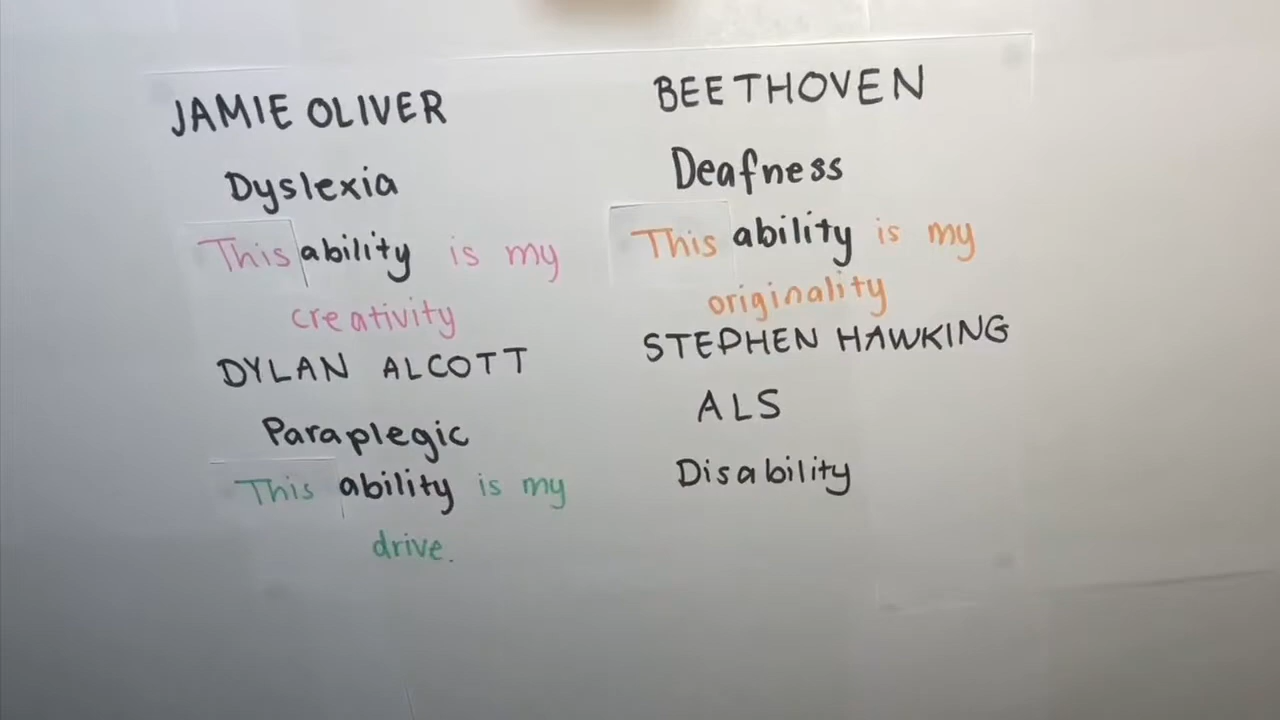 JAMIE OLIVER
Dyslexia
This ability is my
creativity
DYLAN ALCOTT
Paraplegic
This ability is my
drive.
BEETHOVEN
Deafness
This ability is my
originality
STEPHEN HAWKING
ALS
Disability